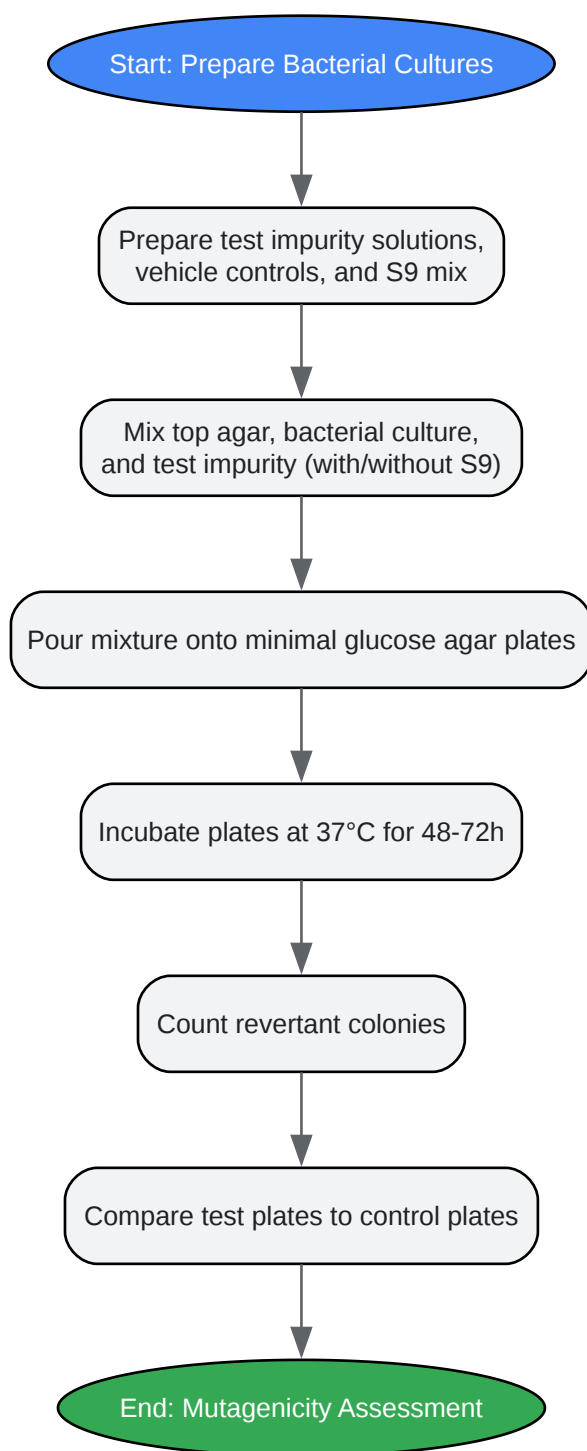 Start: Prepare Bacterial Cultures
Prepare test impurity solutions,
vehicle controls, and S9 mix
Mix top agar, bacterial culture,
and test impurity (with/without S9)
Pour mixture onto minimal glucose agar plates
Incubate plates at 37°C for 48-72h
Count revertant colonies
Compare test plates to control plates
End: Mutagenicity Assessment